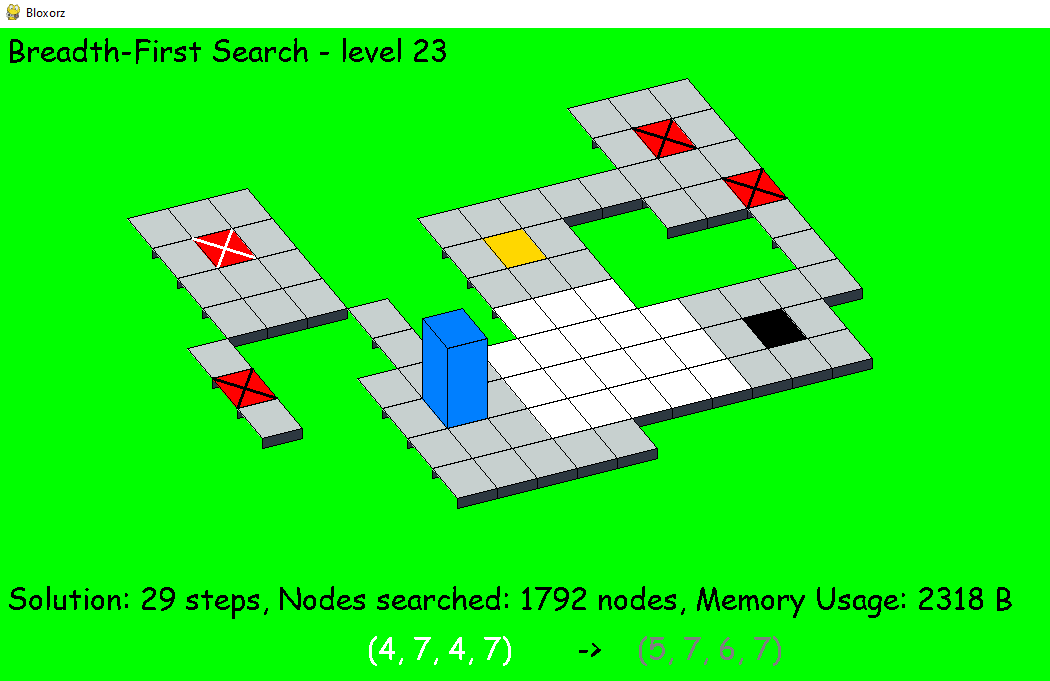 Bloxorz
Breadth-First Search - level 23
Solution: 29 steps, Nodes searched: 1792 nodes, Memory Usage: 2318 B
(4, 7, 4, 7) -> (5, 7, 6, 7)